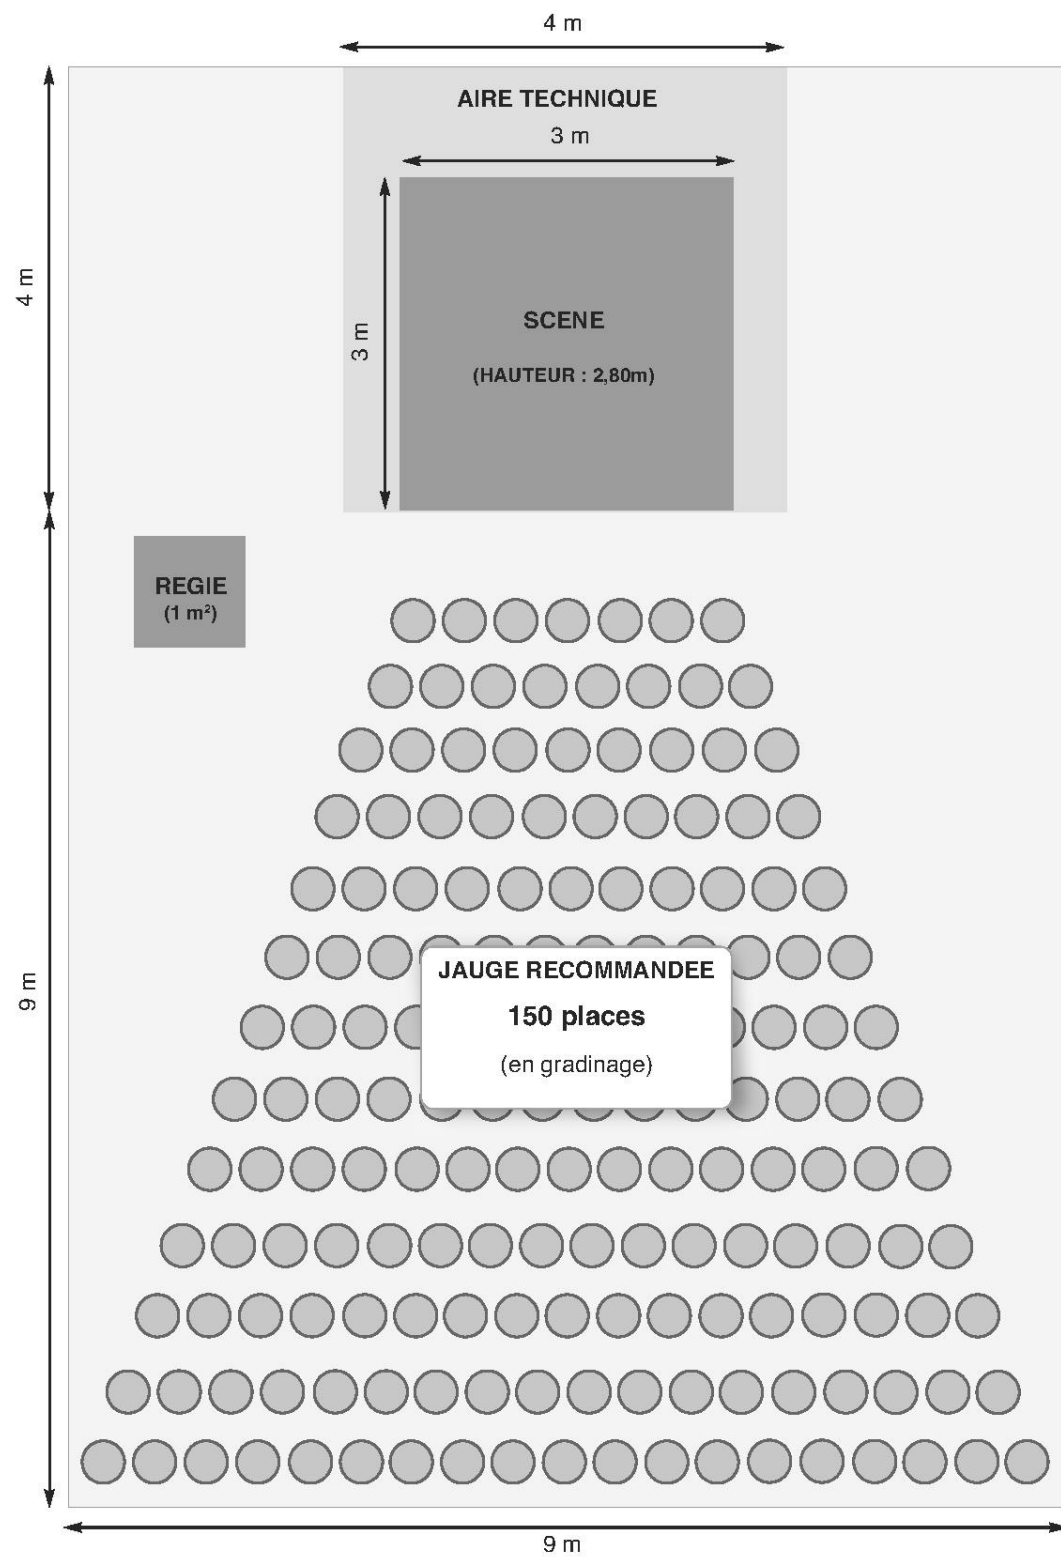 4 m
AIRE TECHNIQUE
3 m
4 m
3 m
SCENE
(HAUTEUR : 2,80m)
REGIE
(1 m²)
9 m
JAUGE RECOMMANDEE
150 places
(en gradinage)
9 m